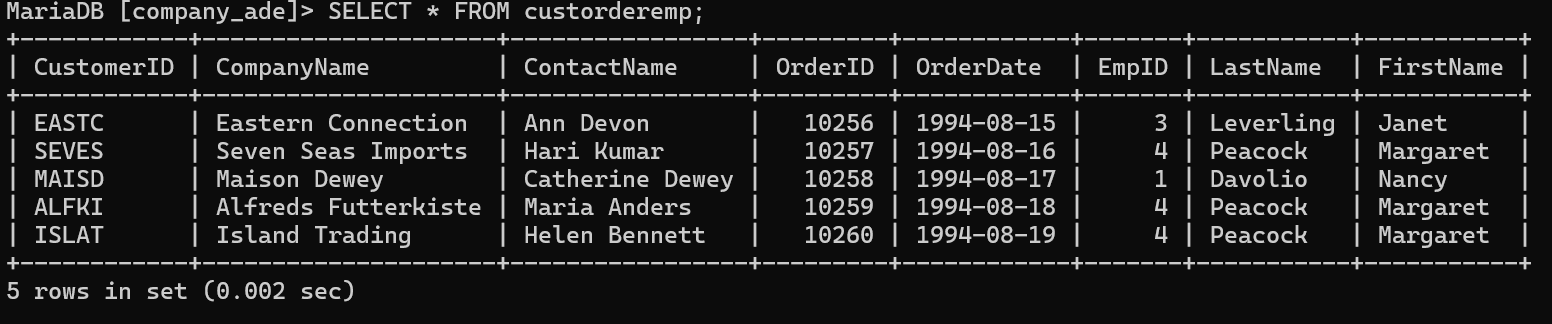 MariaDB [company_ade]> SELECT * FROM custorderemp;
+------------+---------------------+-----------------+---------+------------+-------+-----------+-----------+
| CustomerID | CompanyName         | ContactName     | OrderID | OrderDate  | EmpID | LastName  | FirstName |
+------------+---------------------+-----------------+---------+------------+-------+-----------+-----------+
| EASTC      | Eastern Connection  | Ann Devon       |   10256 | 1994-08-15 |     3 | Leverling | Janet     |
| SEVES      | Seven Seas Imports  | Hari Kumar      |   10257 | 1994-08-16 |     4 | Peacock   | Margaret  |
| MAISD      | Maison Dewey        | Catherine Dewey |   10258 | 1994-08-17 |     1 | Davolio   | Nancy     |
| ALFKI      | Alfreds Futterkiste | Maria Anders    |   10259 | 1994-08-18 |     4 | Peacock   | Margaret  |
| ISLAT      | Island Trading      | Helen Bennett   |   10260 | 1994-08-19 |     4 | Peacock   | Margaret  |
+------------+---------------------+-----------------+---------+------------+-------+-----------+-----------+
5 rows in set (0.002 sec)